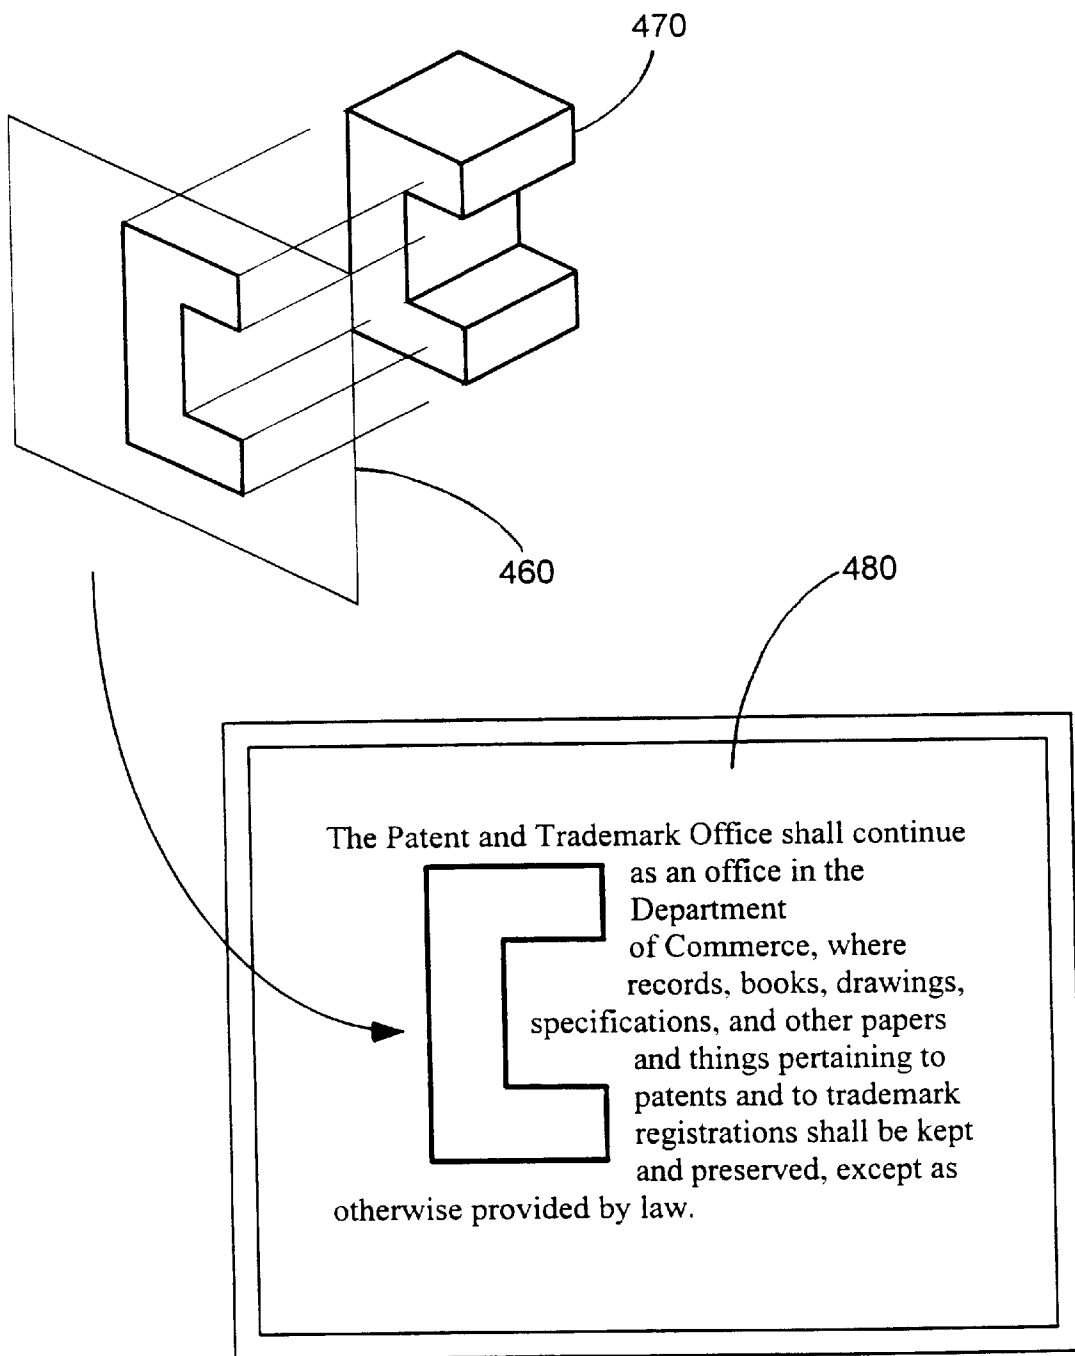 470
460
480
The Patent and Trademark Office shall continue
as an office in the
Department
of Commerce, where
records, books, drawings,
specifications, and other papers
and things pertaining to
patents and to trademark
registrations shall be kept
and preserved, except as
otherwise provided by law.